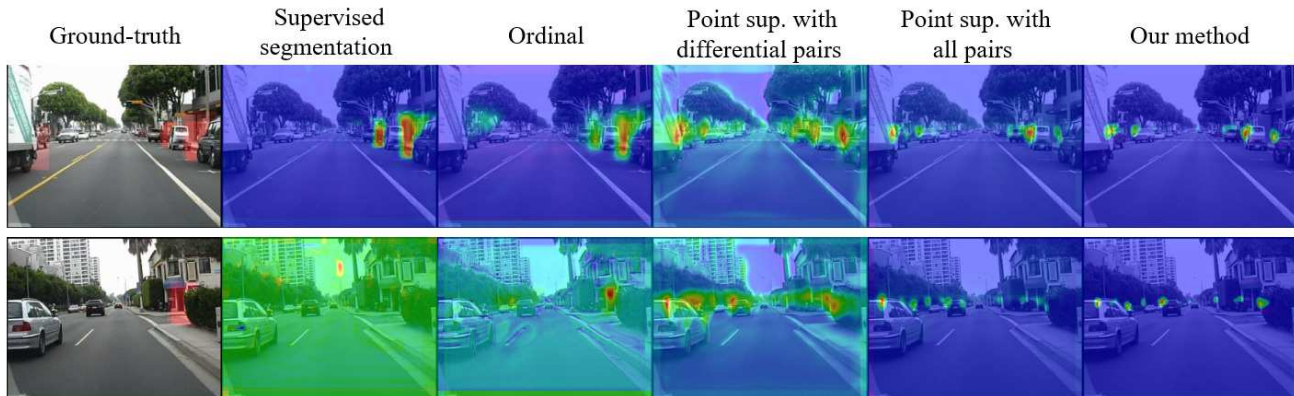 Ground-truth
Supervised
segmentation
Ordinal
Point sup. with
differential pairs
Point sup. with
all pairs
Our method